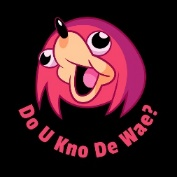 Do U Kno De Wae?